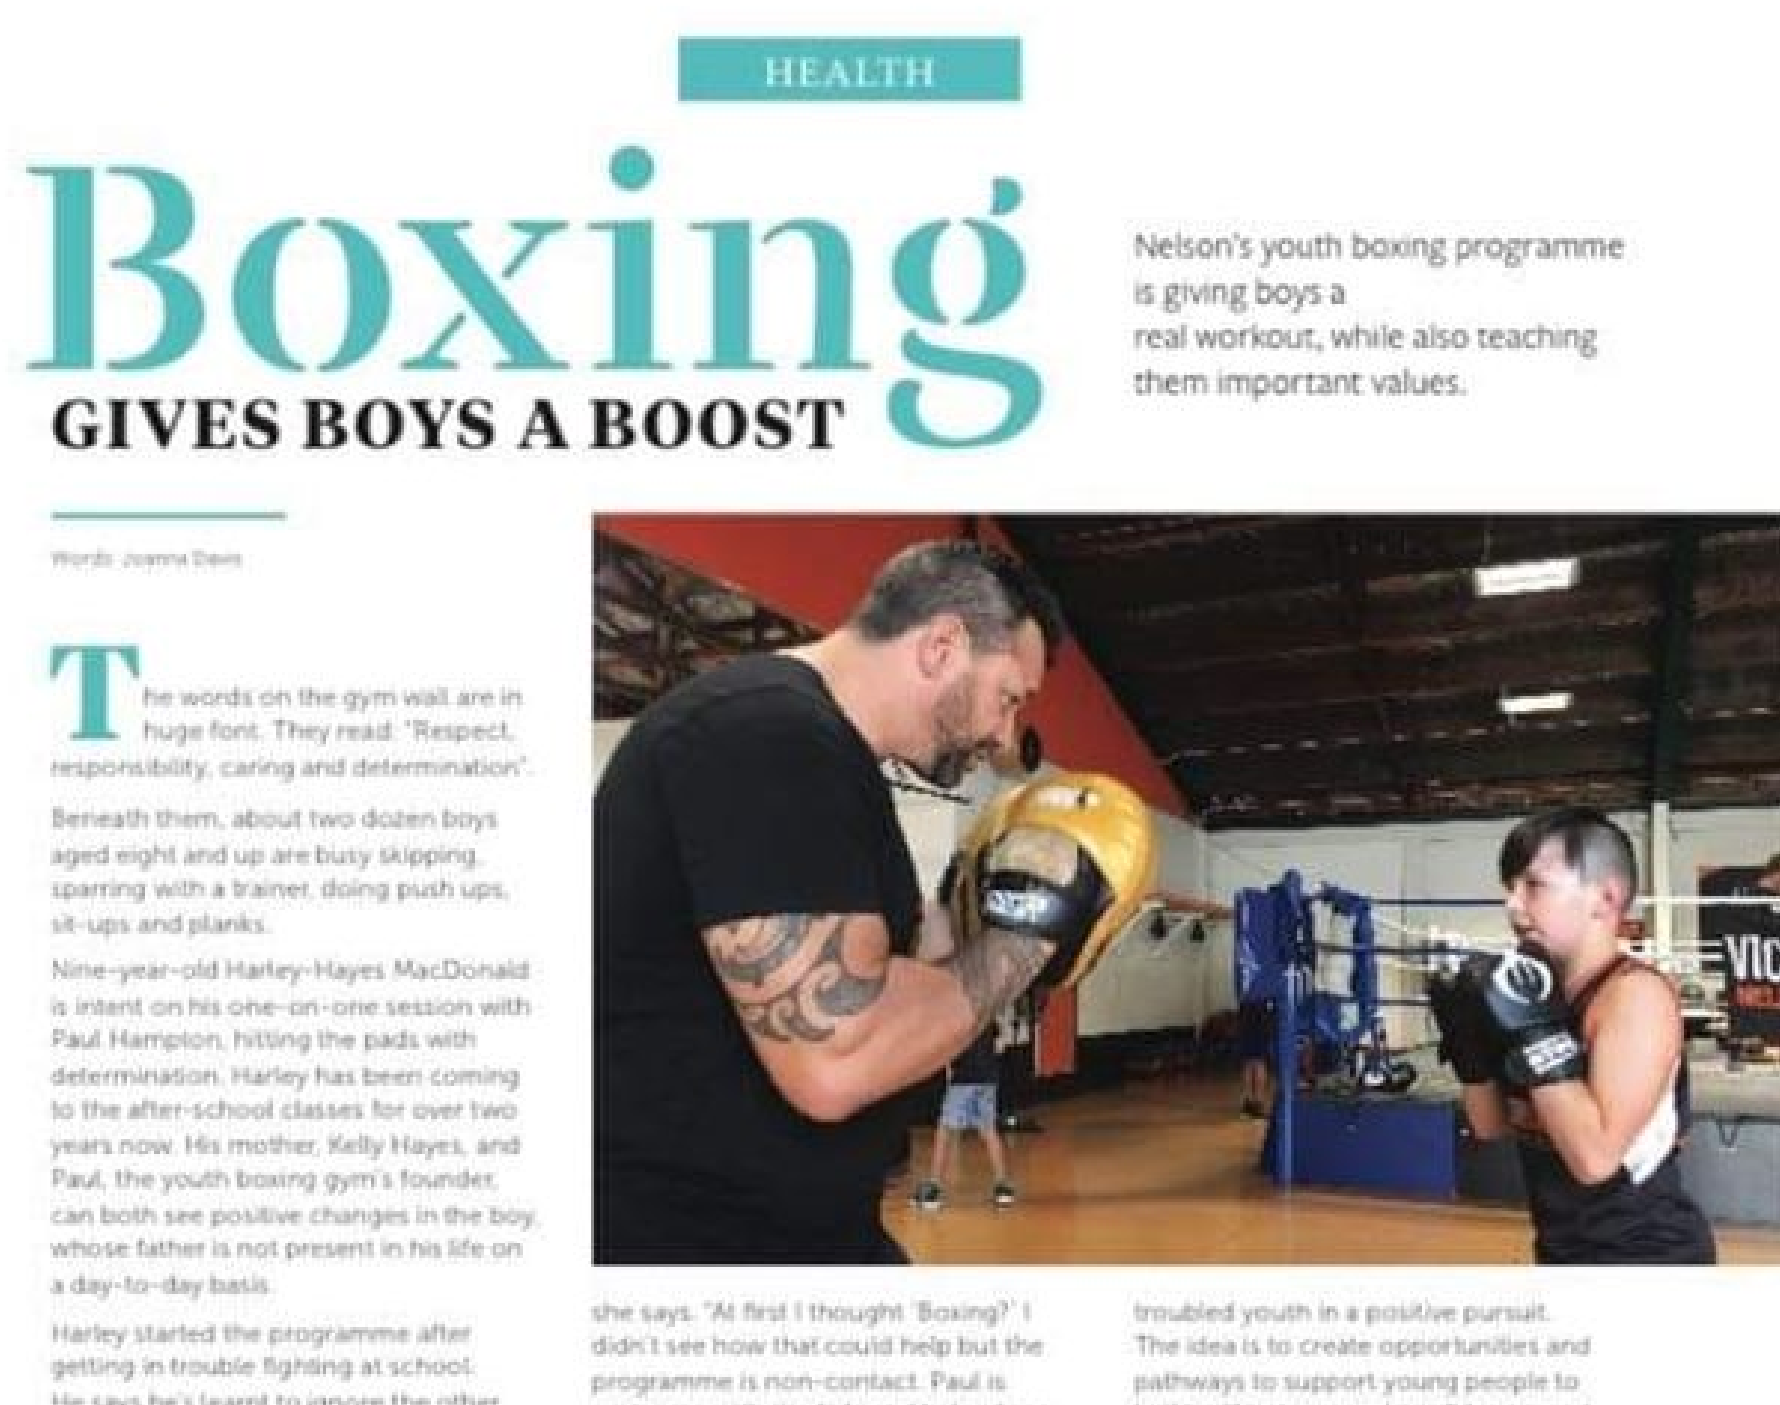 HEALTH
Boxing
GIVES BOYS A BOOST
Nelson's youth boxing programme
is giving boys a
real workout, while also teaching
them important values.
Words: Joanna Davis
The words on the gym wall are in
huge font. They read: "Respect,
responsibility, caring and determination".
Beneath them, about two dozen boys
aged eight and up are busy skipping,
sparring with a trainer, doing push ups,
sit-ups and planks.
Nine-year-old Harley-Hayes MacDonald
is intent on his one-on-one session with
Paul Hampton, hitting the pads with
determination. Harley has been coming
to the after-school classes for over two
years now. His mother, Kelly Hayes, and
Paul, the youth boxing gym's founder,
can both see positive changes in the boy,
whose father is not present in his life on
a day-to-day basis.
Harley started the programme after
getting in trouble fighting at school.
He says he's learnt to ignore the other
she says. "At first I thought 'Boxing?' I
didn't see how that could help but the
programme is non-contact. Paul is
troubled youth in a positive pursuit.
The idea is to create opportunities and
pathways to support young people to
VIC